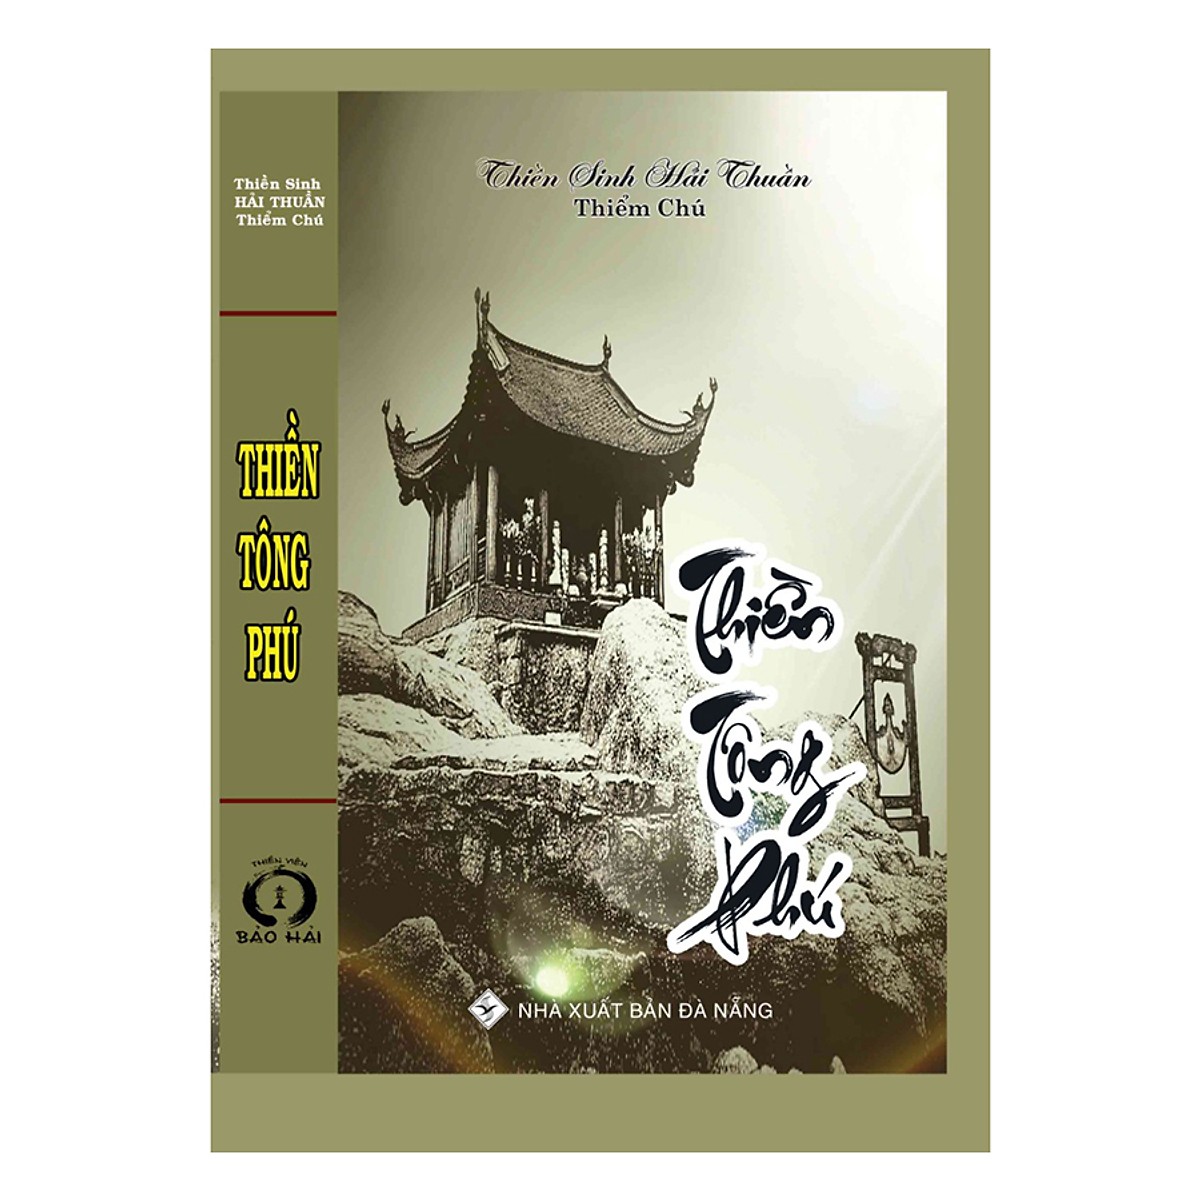 Thiền Sinh
HẢI THUẦN
Thiểm Chú
THIỀN
TÔNG
PHÚ
THIỀN VIỆN
BẢO HẢI
Thiền Sinh Hải Thuần
Thiểm Chú
Thiền
Tông
Phú
NHÀ XUẤT BẢN ĐÀ NẴNG